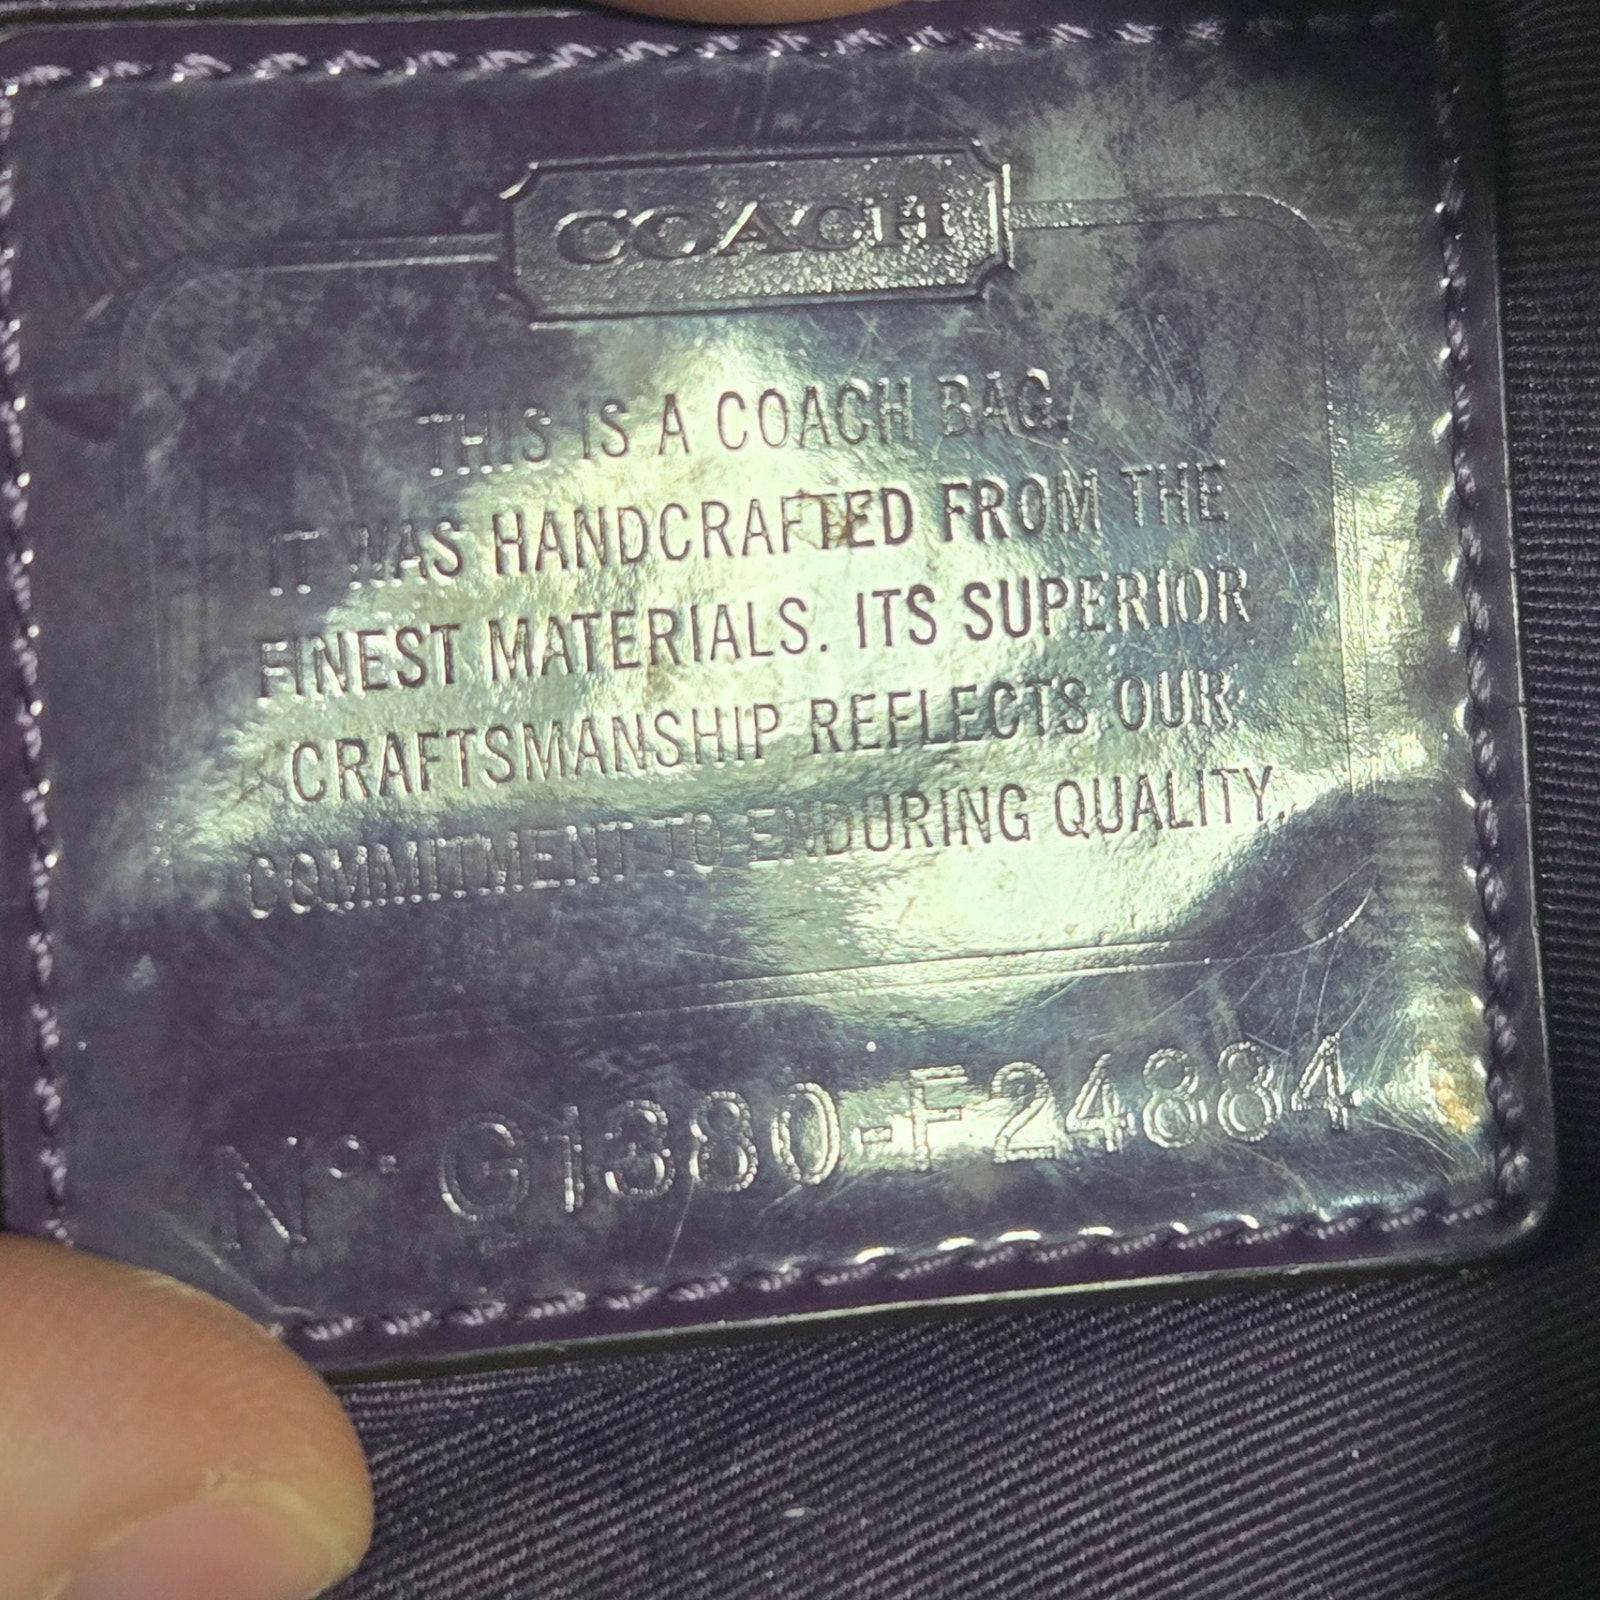 COACH
THIS IS A COACH BAG.
IT WAS HANDCRAFTED FROM THE
FINEST MATERIALS. ITS SUPERIOR
CRAFTSMANSHIP REFLECTS OUR
COMMITMENT TO ENDURING QUALITY.
Nº- G1380-F24884